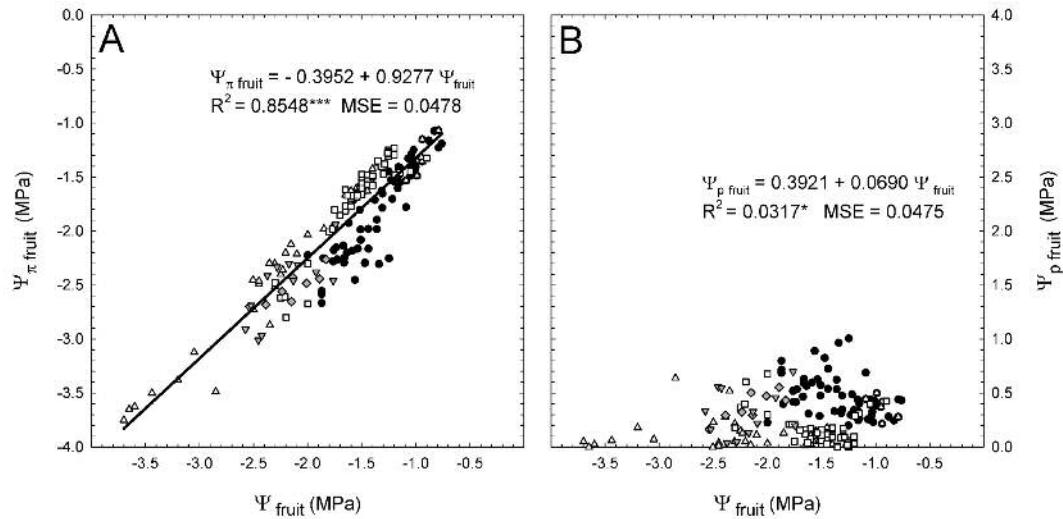 A
Ψπ fruit = - 0.3952 + 0.9277 Ψfruit
R² = 0.8548*** MSE = 0.0478
0.0
-0.5
-1.0
-1.5
-2.0
-2.5
-3.0
-3.5
-4.0
Ψπ fruit (MPa)
-3.5 -3.0 -2.5 -2.0 -1.5 -1.0 -0.5
Ψfruit (MPa)
B
Ψp fruit = 0.3921 + 0.0690 Ψfruit
R² = 0.0317* MSE = 0.0475
4.0
3.5
3.0
2.5
2.0
1.5
1.0
0.5
0.0
Ψp fruit (MPa)
-3.5 -3.0 -2.5 -2.0 -1.5 -1.0 -0.5
Ψfruit (MPa)